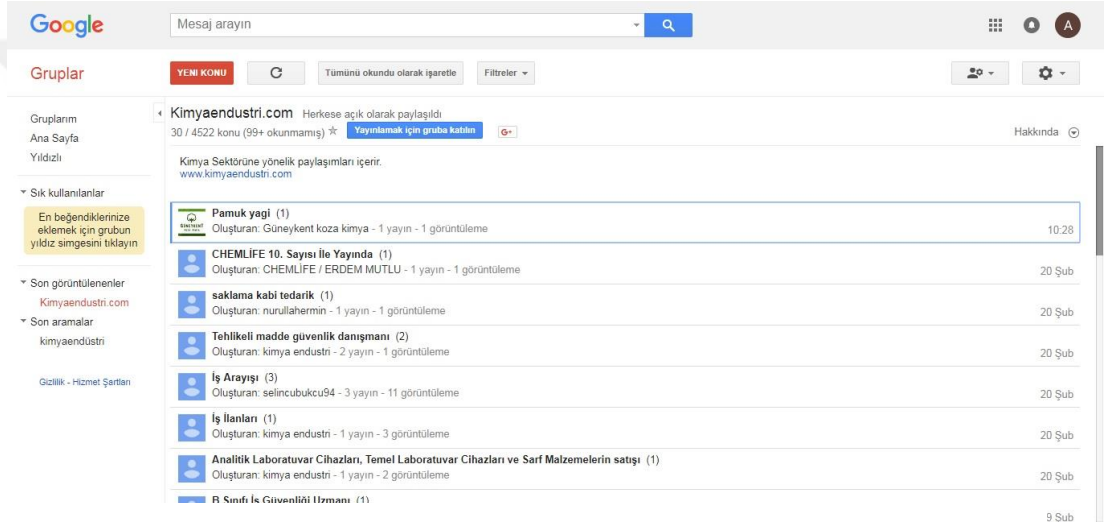 Google
Mesaj arayın
A
Gruplar
YENİ KONU
Tümünü okundu olarak işaretle
Filtreler
Gruplarım
Ana Sayfa
Yıldızlı
Sık kullanılanlar
En beğendiklerinize
eklemek için grubun
yıldız simgesini tıklayın
Son görüntülenenler
Kimyaendustri.com
Son aramalar
kimyaendüstri
Gizlilik - Hizmet Şartları
Kimyaendustri.com Herkese açık olarak paylaşıldı
30 / 4522 konu (99+ okunmamış) Yayınlamak için gruba katılın G+
Hakkında
Kimya Sektörüne yönelik paylaşımları içerir.
www.kimyaendustri.com
Pamuk yagi (1)
Oluşturan: Güneykent koza kimya - 1 yayın - 1 görüntüleme
10:28
CHEMLİFE 10. Sayısı İle Yayında (1)
Oluşturan: CHEMLİFE / ERDEM MUTLU - 1 yayın - 1 görüntüleme
20 Şub
saklama kabi tedarik (1)
Oluşturan: nurullahermin - 1 yayın - 1 görüntüleme
20 Şub
Tehlikeli madde güvenlik danışmanı (2)
Oluşturan: kimya endustri - 2 yayın - 1 görüntüleme
20 Şub
İş Arayışı (3)
Oluşturan: selincubukcu94 - 3 yayın - 11 görüntüleme
20 Şub
İş İlanları (1)
Oluşturan: kimya endustri - 1 yayın - 3 görüntüleme
20 Şub
Analitik Laboratuvar Cihazları, Temel Laboratuvar Cihazları ve Sarf Malzemelerin satışı (1)
Oluşturan: kimya endustri - 1 yayın - 2 görüntüleme
20 Şub
B Sınıfı İş Güvenliği Uzmanı (1)
9 Şub